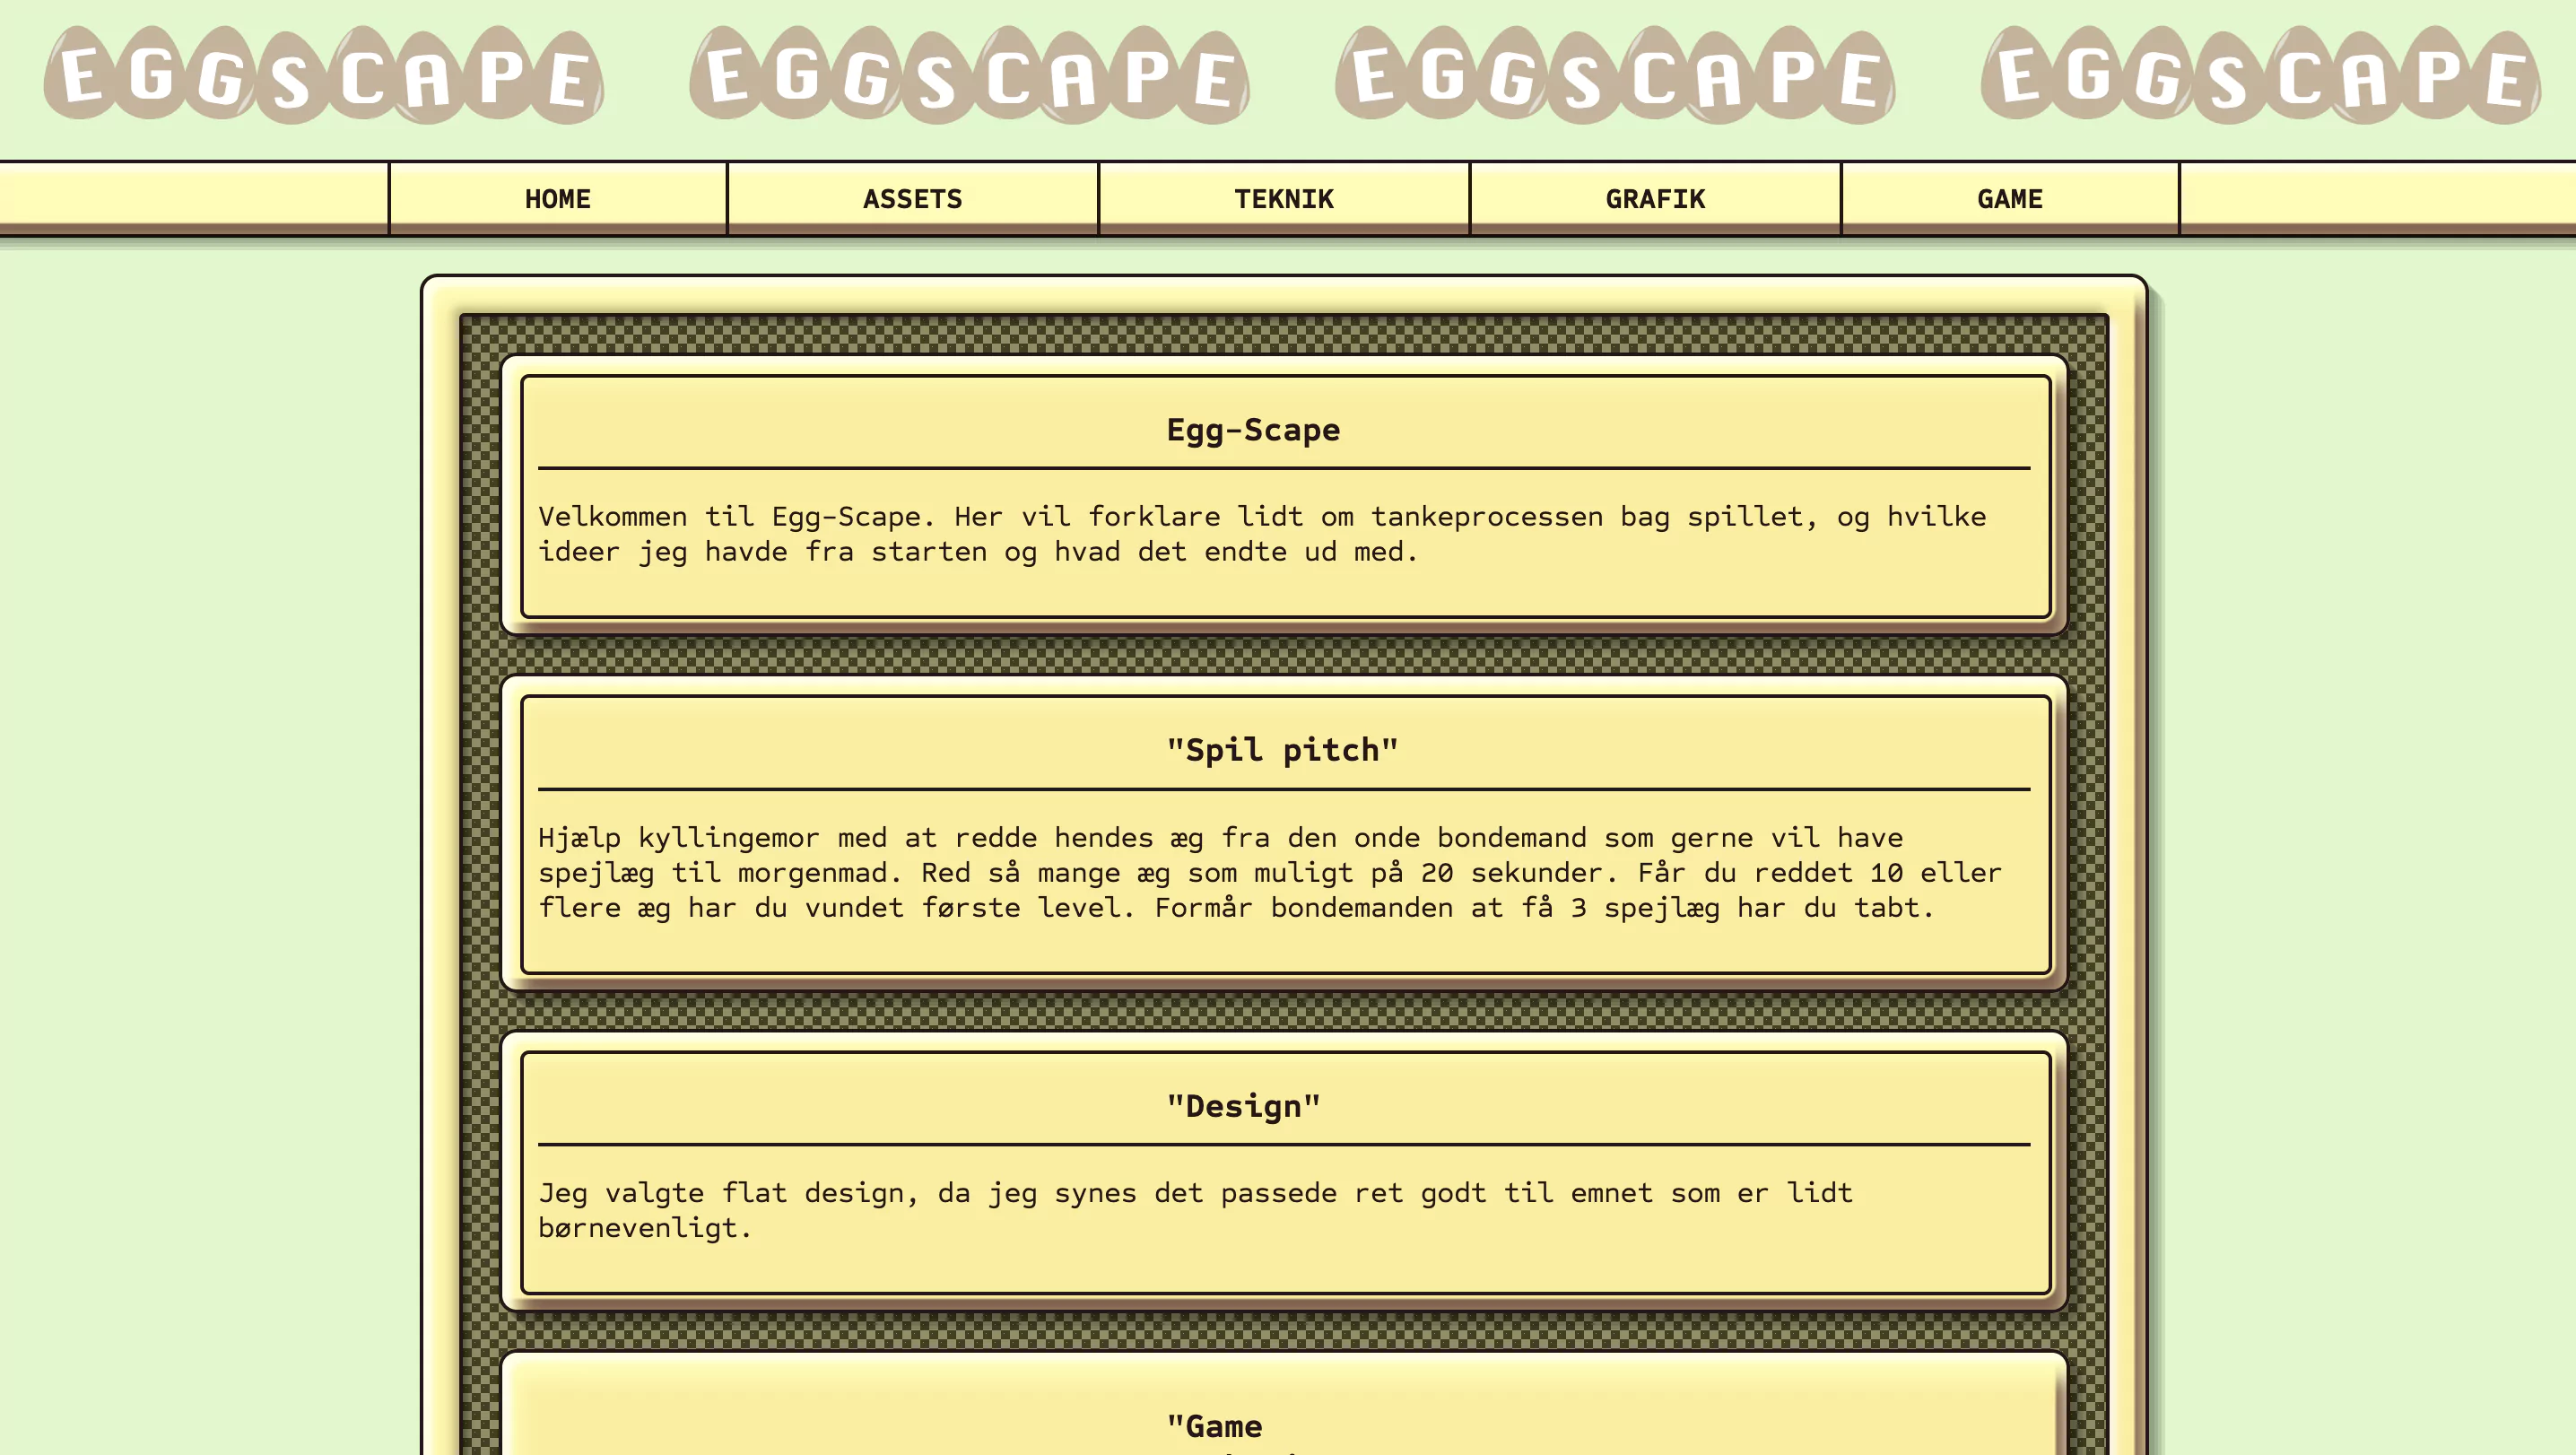 EGGSCAPE EGGSCAPE EGGSCAPE EGGSCAPE
HOME ASSETS TEKNIK GRAFIK GAME
Egg-Scape
Velkommen til Egg-Scape. Her vil forklare lidt om tankeprocessen bag spillet, og hvilke
ideer jeg havde fra starten og hvad det endte ud med.
"Spil pitch"
Hjælp kyllingemor med at redde hendes æg fra den onde bondemand som gerne vil have
spejlæg til morgenmad. Red så mange æg som muligt på 20 sekunder. Får du reddet 10 eller
flere æg har du vundet første level. Formår bondemanden at få 3 spejlæg har du tabt.
"Design"
Jeg valgte flat design, da jeg synes det passede ret godt til emnet som er lidt
børnevenligt.
"Game